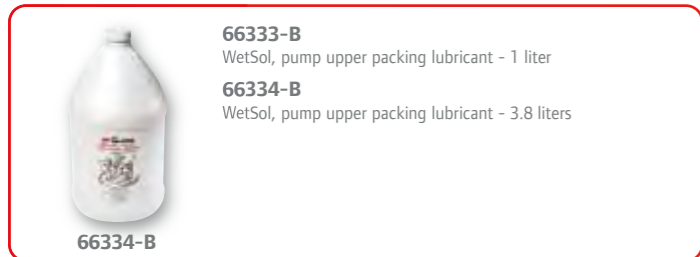 66333-B
WetSol, pump upper packing lubricant - 1 liter
66334-B
WetSol, pump upper packing lubricant - 3.8 liters
66334-B